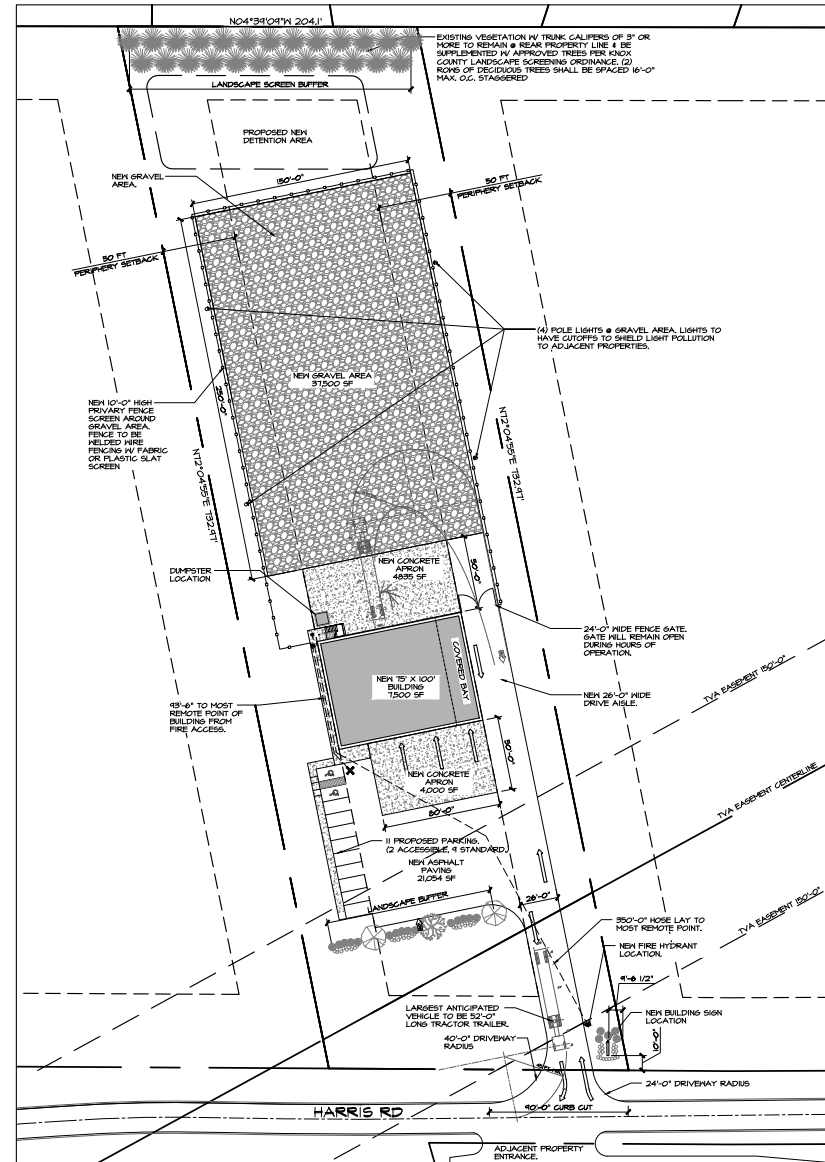 N04°39'09"W 204.1'
EXISTING VEGETATION W/ TRUNK CALIPERS OF 3" OR
MORE TO REMAIN @ REAR PROPERTY LINE & BE
SUPPLEMENTED W/ APPROVED TREES PER KNOX
COUNTY LANDSCAPE SCREENING ORDINANCE. (2)
ROWS OF DECIDUOUS TREES SHALL BE SPACED 16'-0"
MAX. O.C. STAGGERED
LANDSCAPE SCREEN BUFFER
PROPOSED NEW
DETENTION AREA
NEW GRAVEL
AREA.
150'-0"
50 FT
PERIPHERY SETBACK
50 FT
PERIPHERY SETBACK
(4) POLE LIGHTS @ GRAVEL AREA. LIGHTS TO
HAVE CUTOFFS TO SHIELD LIGHT POLLUTION
TO ADJACENT PROPERTIES.
NEW GRAVEL AREA
37,500 SF
250'-0"
NEW 10'-0" HIGH
PRIVARY FENCE
SCREEN AROUND
GRAVEL AREA.
FENCE TO BE
WELDED WIRE
FENCING W/ FABRIC
OR PLASTIC SLAT
SCREEN
N72°04'55"E 732.97'
N72°04'55"E 732.97'
DUMPSTER
LOCATION
NEW CONCRETE
APRON
4835 SF
50'-0"
24'-0" WIDE FENCE GATE.
GATE WILL REMAIN OPEN
DURING HOURS OF
OPERATION.
COVERED BAY
NEW 75' X 100'
BUILDING
7,500 SF
NEW 26'-0" WIDE
DRIVE AISLE.
TVA EASEMENT 150'-0"
93'-6" TO MOST
REMOTE POINT OF
BUILDING FROM
FIRE ACCESS.
50'-0"
NEW CONCRETE
APRON
4,000 SF
80'-0"
TVA EASEMENT CENTERLINE
11 PROPOSED PARKING.
(2 ACCESSIBLE, 9 STANDARD)
NEW ASPHALT
PAVING
21,054 SF
LANDSCAPE BUFFER
26'-0"
TVA EASEMENT 150'-0"
350'-0" HOSE LAY TO
MOST REMOTE POINT.
NEW FIRE HYDRANT
LOCATION.
9'-6 1/2"
LARGEST ANTICIPATED
VEHICLE TO BE 52'-0"
LONG TRACTOR TRAILER.
NEW BUILDING SIGN
LOCATION
10'-0"
40'-0" DRIVEWAY
RADIUS
24'-0" DRIVEWAY RADIUS
HARRIS RD
90'-0" CURB CUT
ADJACENT PROPERTY
ENTRANCE.